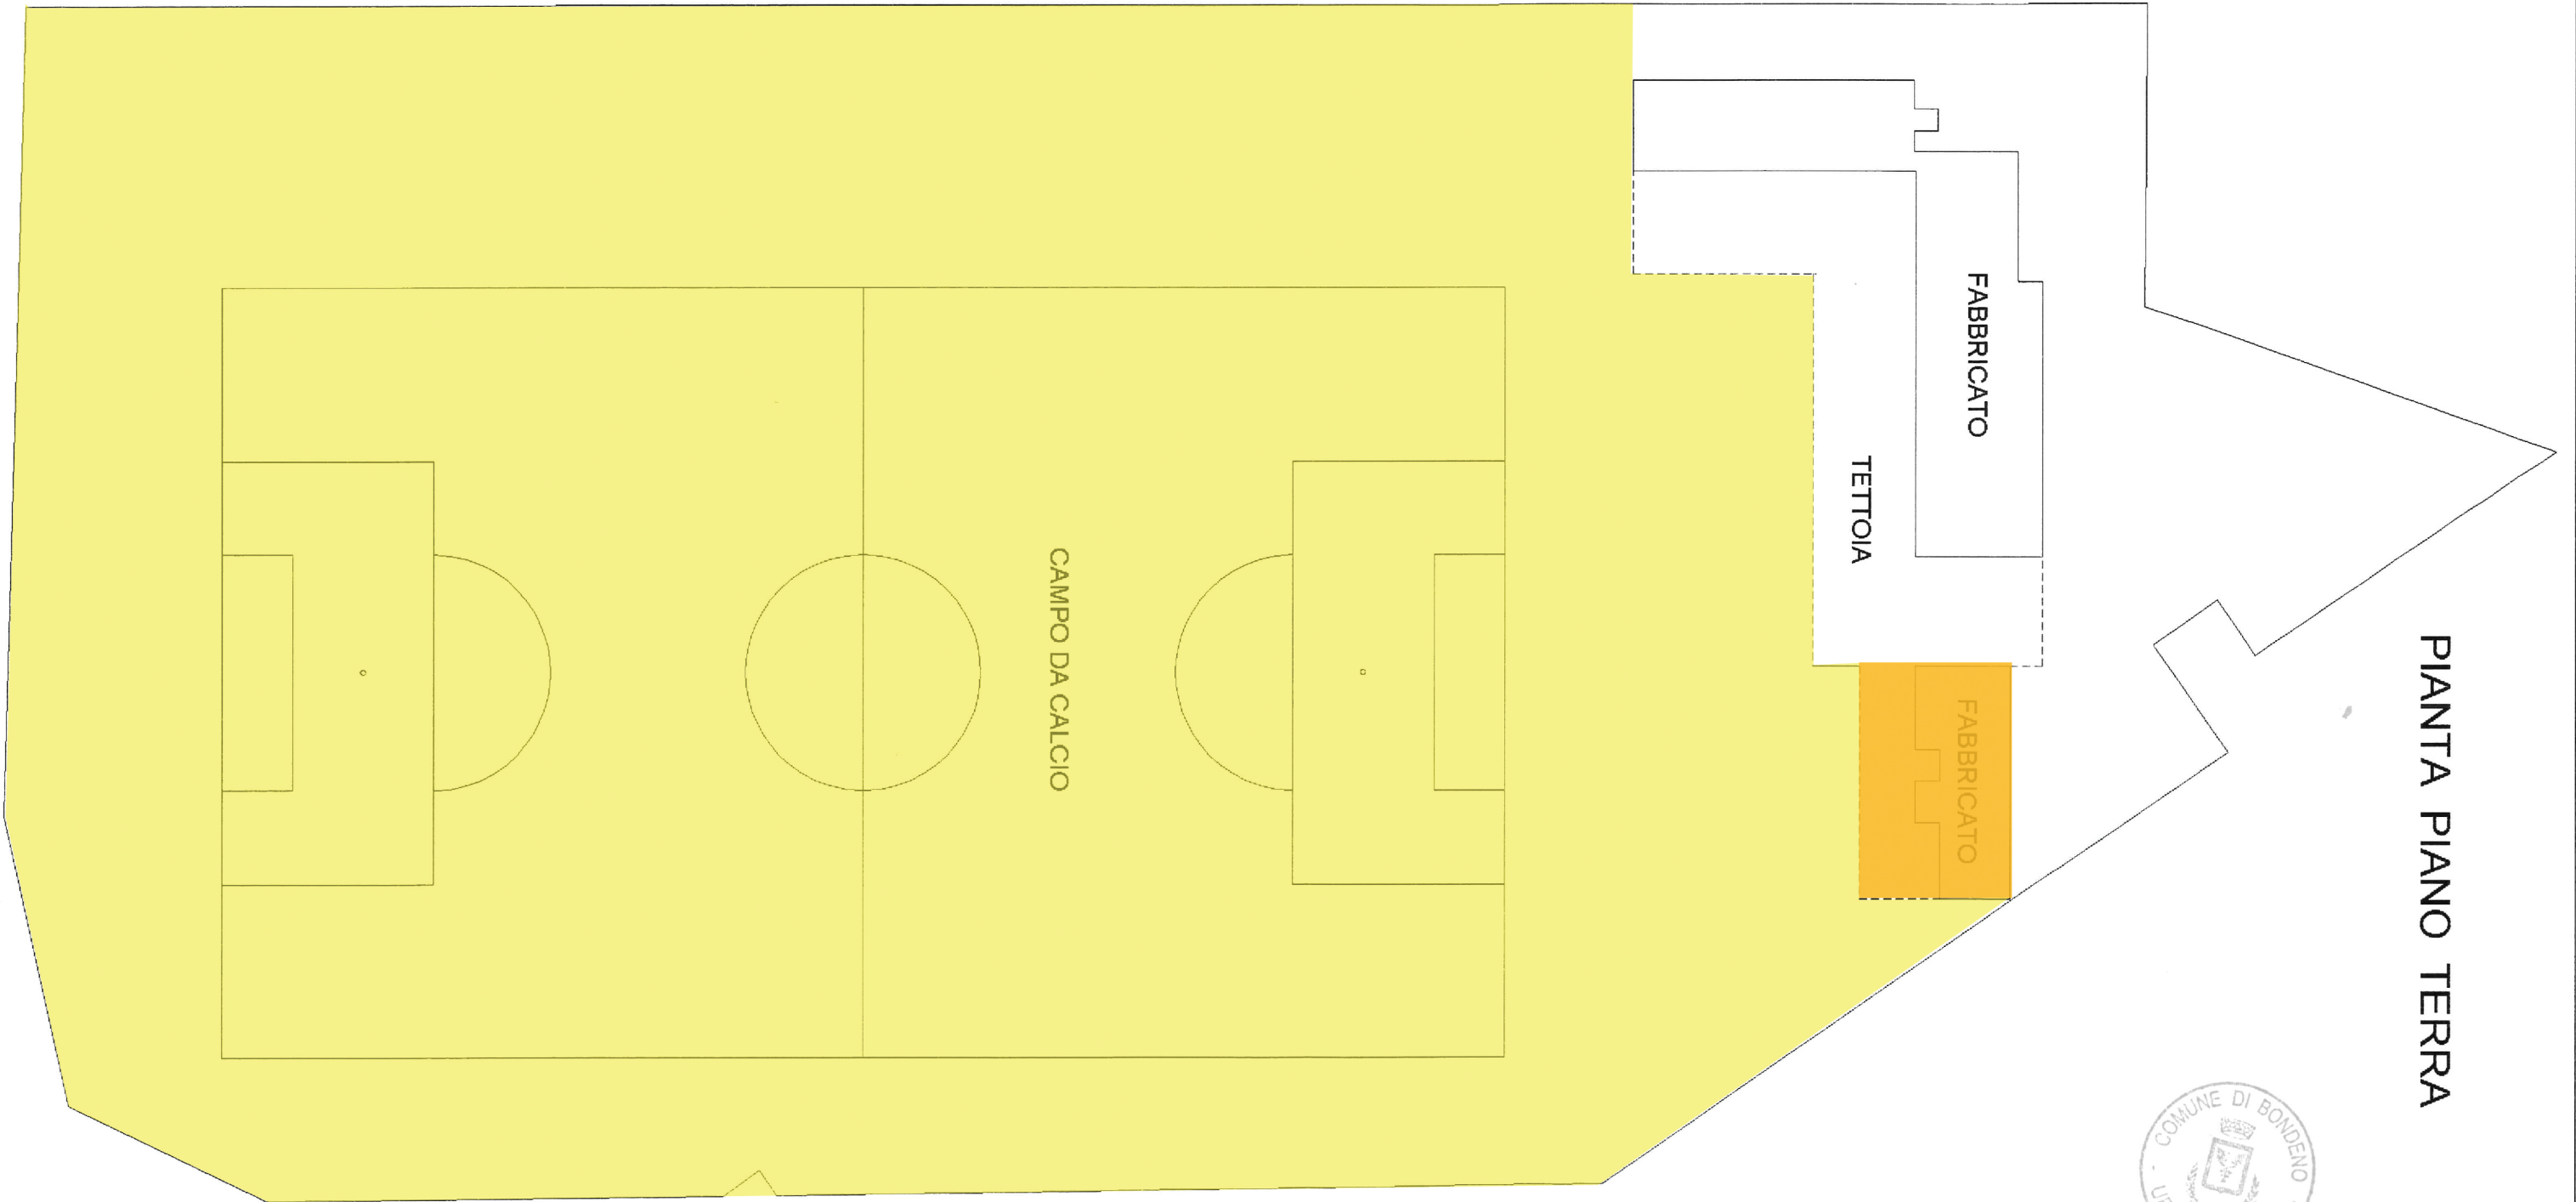 PIANTA PIANO TERRA
FABBRICATO
TETTOIA
FABBRICATO
CAMPO DA CALCIO
COMUNE DI BONDENO